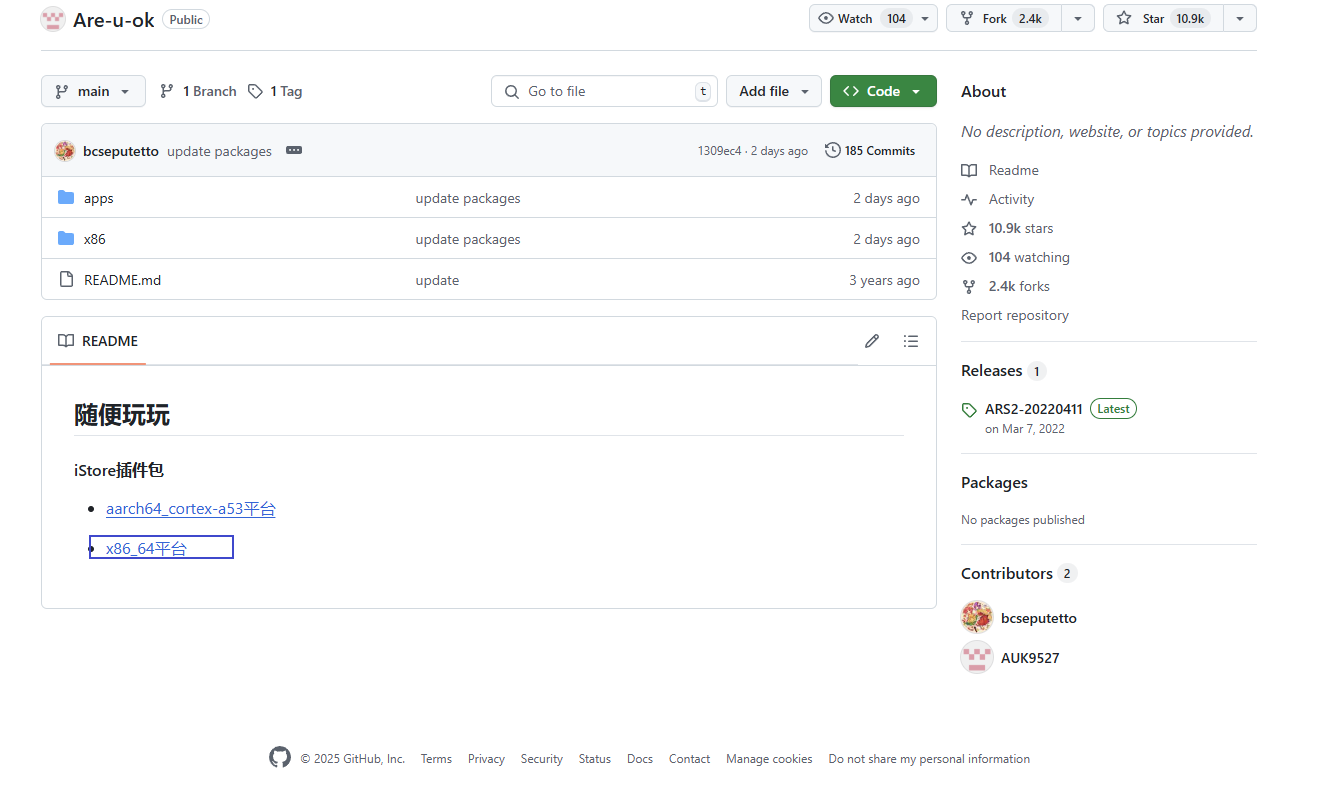 Are-u-ok Public
Watch 104
Fork 2.4k
Star 10.9k
main
1 Branch
1 Tag
Go to file t
Add file
Code
bcseputetto update packages
1309ec4 · 2 days ago
185 Commits
apps update packages 2 days ago
x86 update packages 2 days ago
README.md update 3 years ago
README
随便玩玩
iStore插件包
aarch64_cortex-a53平台
x86_64平台
About
No description, website, or topics provided.
Readme
Activity
10.9k stars
104 watching
2.4k forks
Report repository
Releases 1
ARS2-20220411 Latest
on Mar 7, 2022
Packages
No packages published
Contributors 2
bcseputetto
AUK9527
© 2025 GitHub, Inc. Terms Privacy Security Status Docs Contact Manage cookies Do not share my personal information